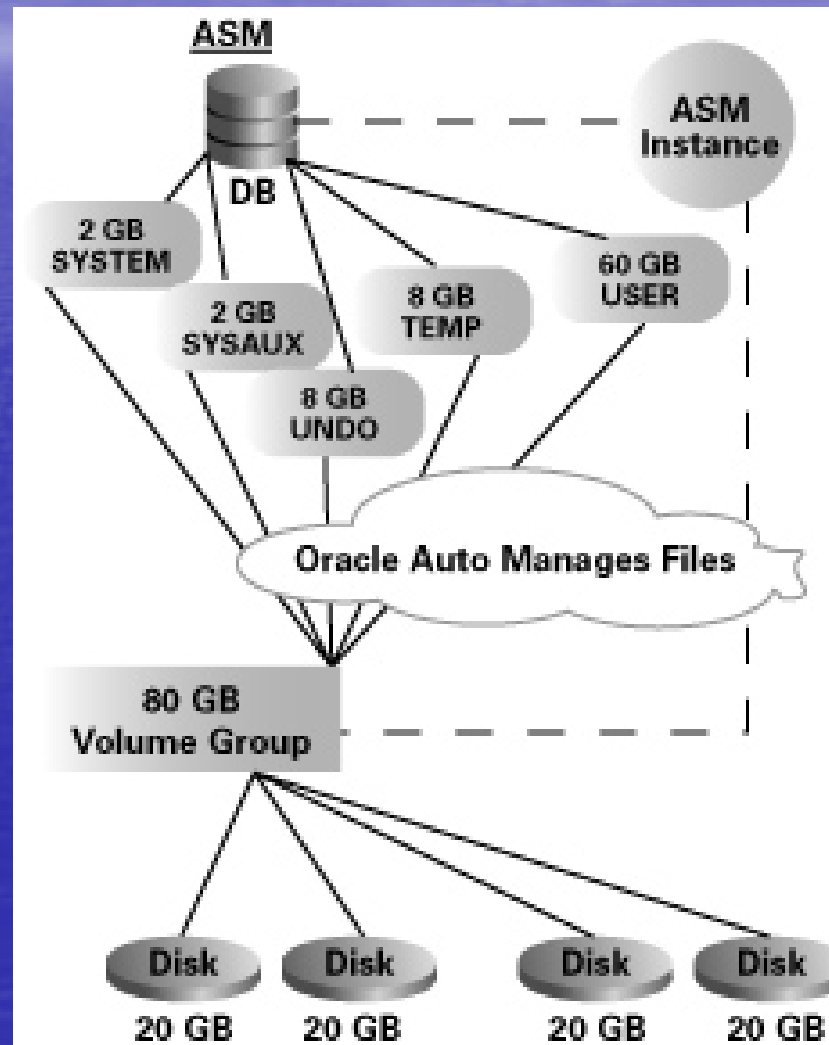 ASM
DB
ASM
Instance
2 GB
SYSTEM
2 GB
SYSAUX
8 GB
UNDO
8 GB
TEMP
60 GB
USER
Oracle Auto Manages Files
80 GB
Volume Group
Disk
Disk
Disk
Disk
20 GB
20 GB
20 GB
20 GB